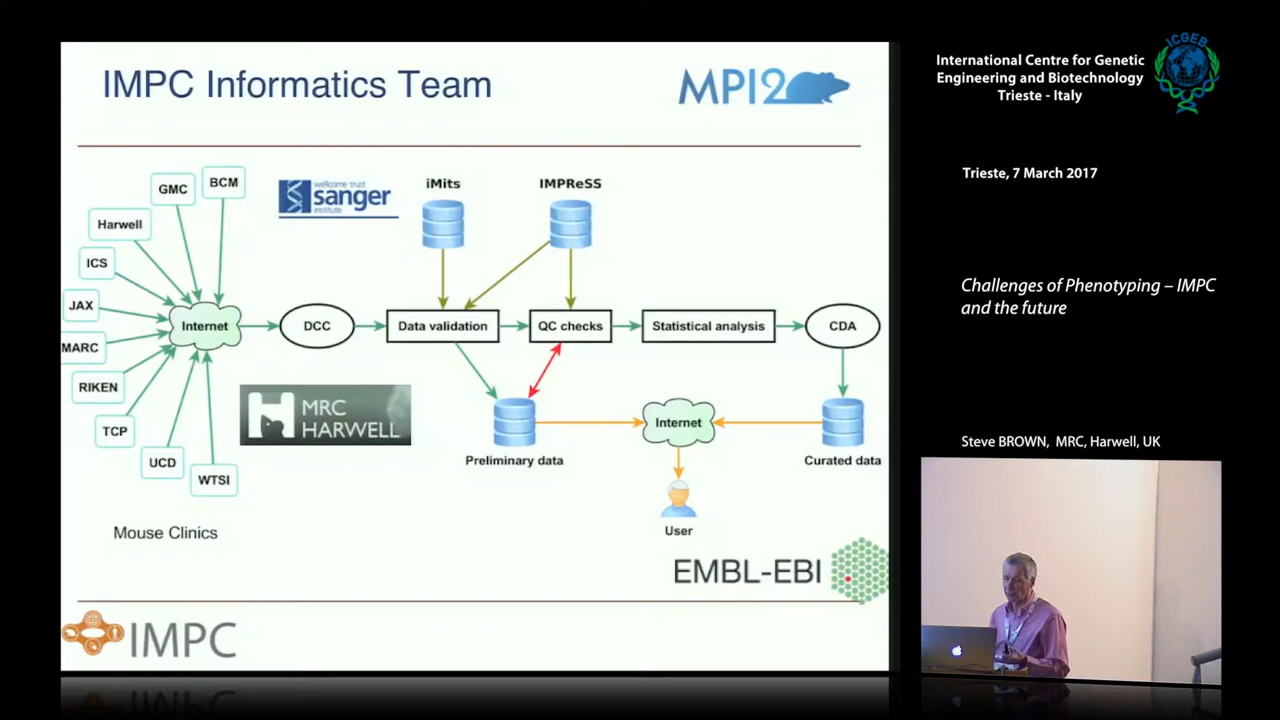 IMPC Informatics Team
MPI2
GMC
BCM
wellcome trust
sanger
institute
iMits
IMPReSS
Harwell
ICS
JAX
MARC
RIKEN
TCP
UCD
WTSI
Internet
DCC
Data validation
QC checks
Statistical analysis
CDA
MRC
HARWELL
Internet
Preliminary data
Curated data
User
Mouse Clinics
EMBL-EBI
IMPC
International Centre for Genetic
Engineering and Biotechnology
Trieste - Italy
ICGEB
Trieste, 7 March 2017
Challenges of Phenotyping – IMPC
and the future
Steve BROWN, MRC, Harwell, UK